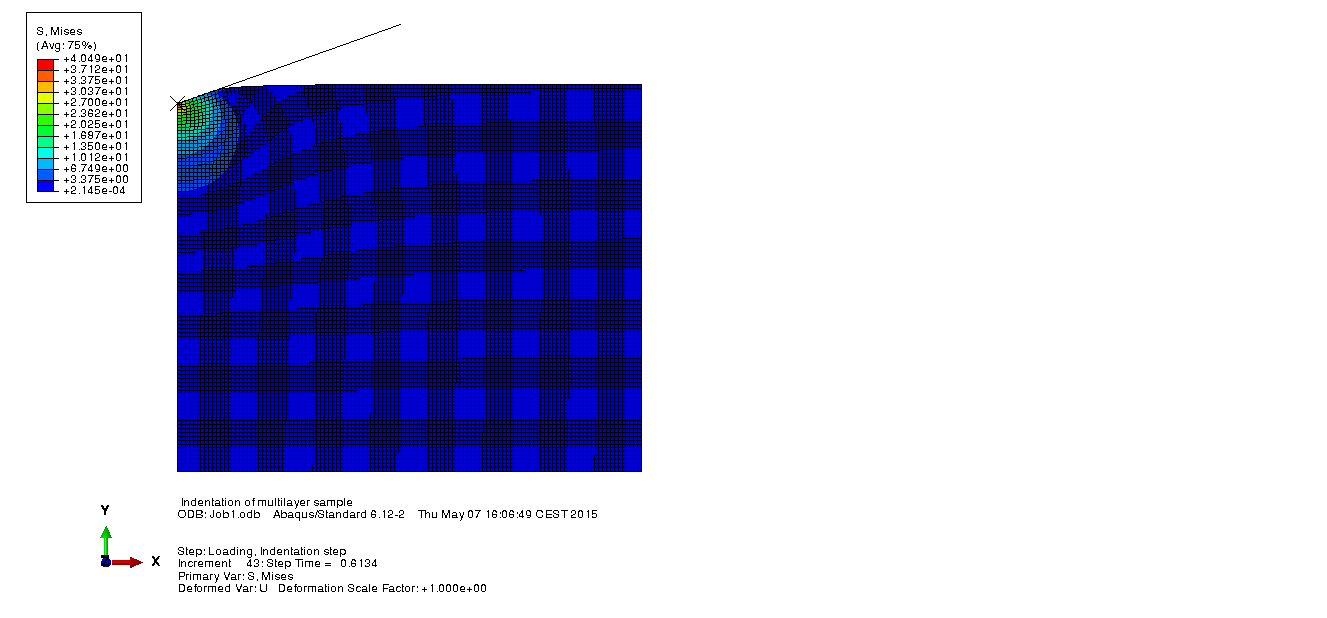 S, Mises
(Avg: 75%)
+4.049e+01
+3.712e+01
+3.375e+01
+3.037e+01
+2.700e+01
+2.362e+01
+2.025e+01
+1.687e+01
+1.350e+01
+1.012e+01
+6.749e+00
+3.375e+00
+2.145e-04
Indentation of multilayer sample
ODB: Job1.odb Abaqus/Standard 6.12-2 Thu May 07 16:06:49 CEST 2015
Y
X
Step: Loading, Indentation step
Increment 43: Step Time = 0.6134
Primary Var: S, Mises
Deformed Var: U Deformation Scale Factor: +1.000e+00